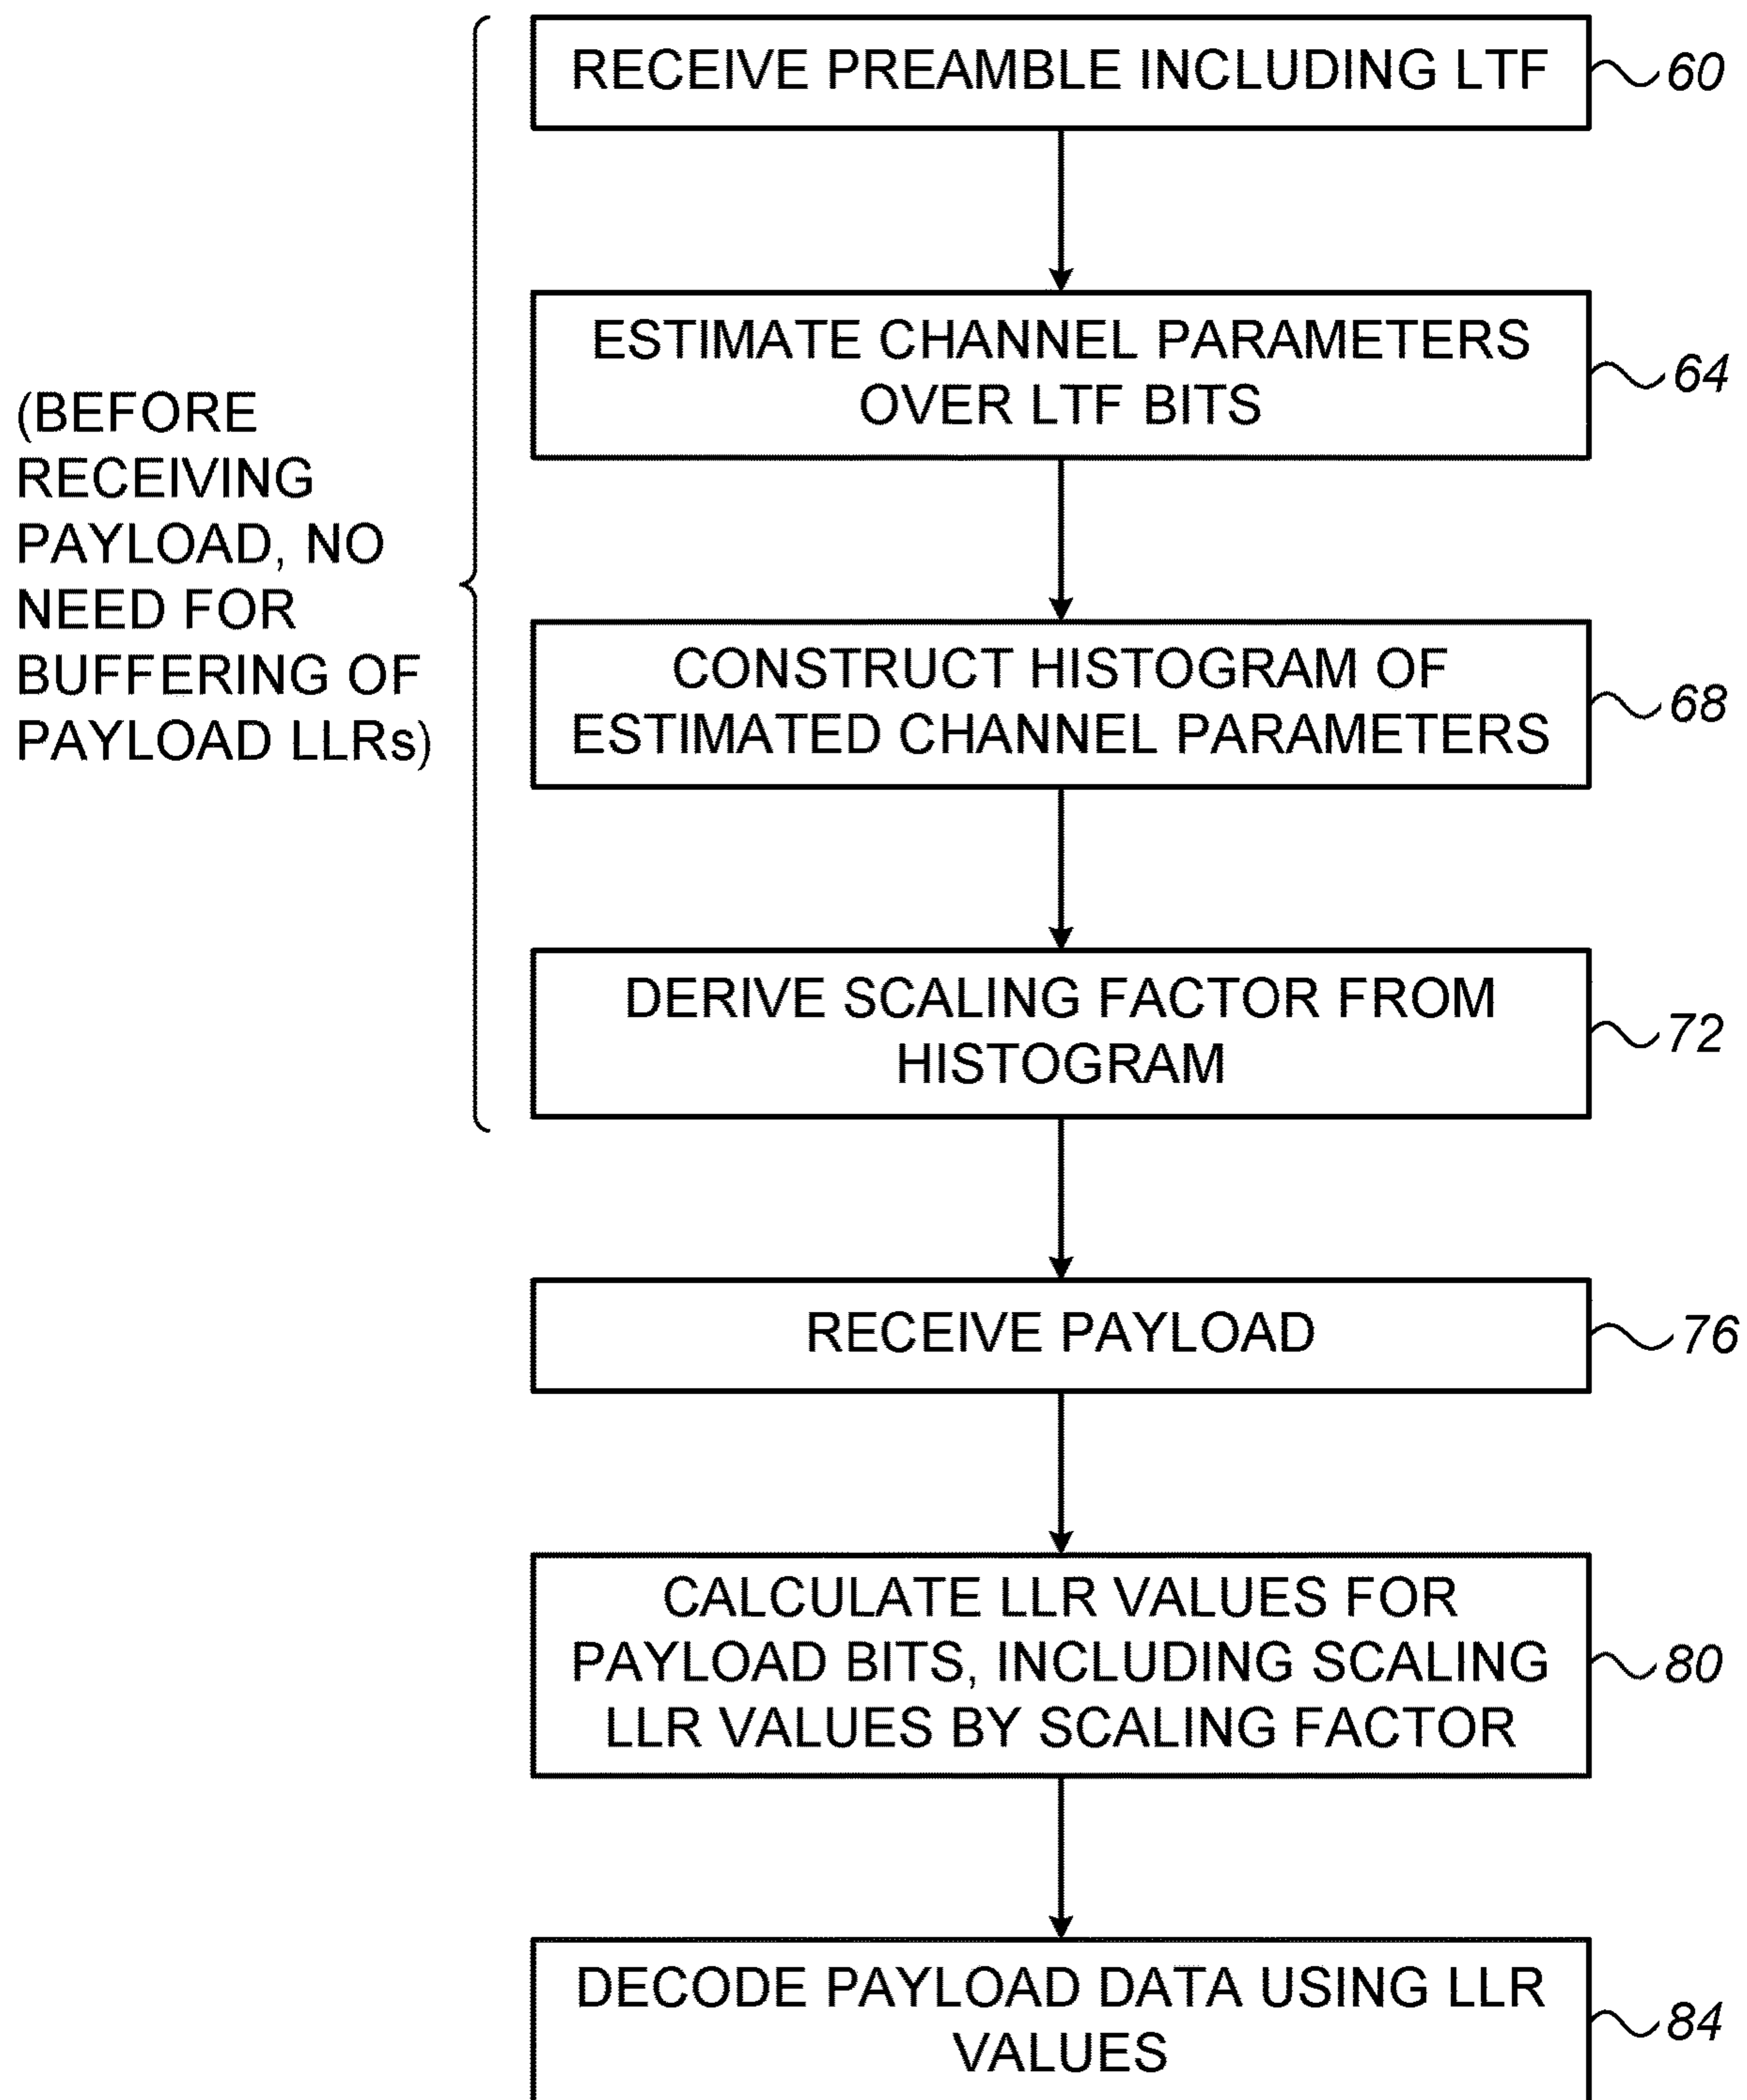 RECEIVE PREAMBLE INCLUDING LTF
60
ESTIMATE CHANNEL PARAMETERS
OVER LTF BITS
64
(BEFORE
RECEIVING
PAYLOAD, NO
NEED FOR
BUFFERING OF
PAYLOAD LLRs)
CONSTRUCT HISTOGRAM OF
ESTIMATED CHANNEL PARAMETERS
68
DERIVE SCALING FACTOR FROM
HISTOGRAM
72
RECEIVE PAYLOAD
76
CALCULATE LLR VALUES FOR
PAYLOAD BITS, INCLUDING SCALING
LLR VALUES BY SCALING FACTOR
80
DECODE PAYLOAD DATA USING LLR
VALUES
84